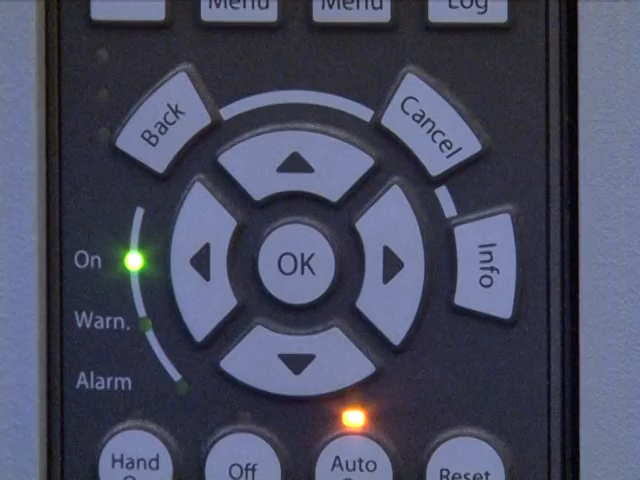 Menu
Menu
Log
Back
Cancel
On
OK
Info
Warn.
Alarm
Hand
Off
Auto
Reset